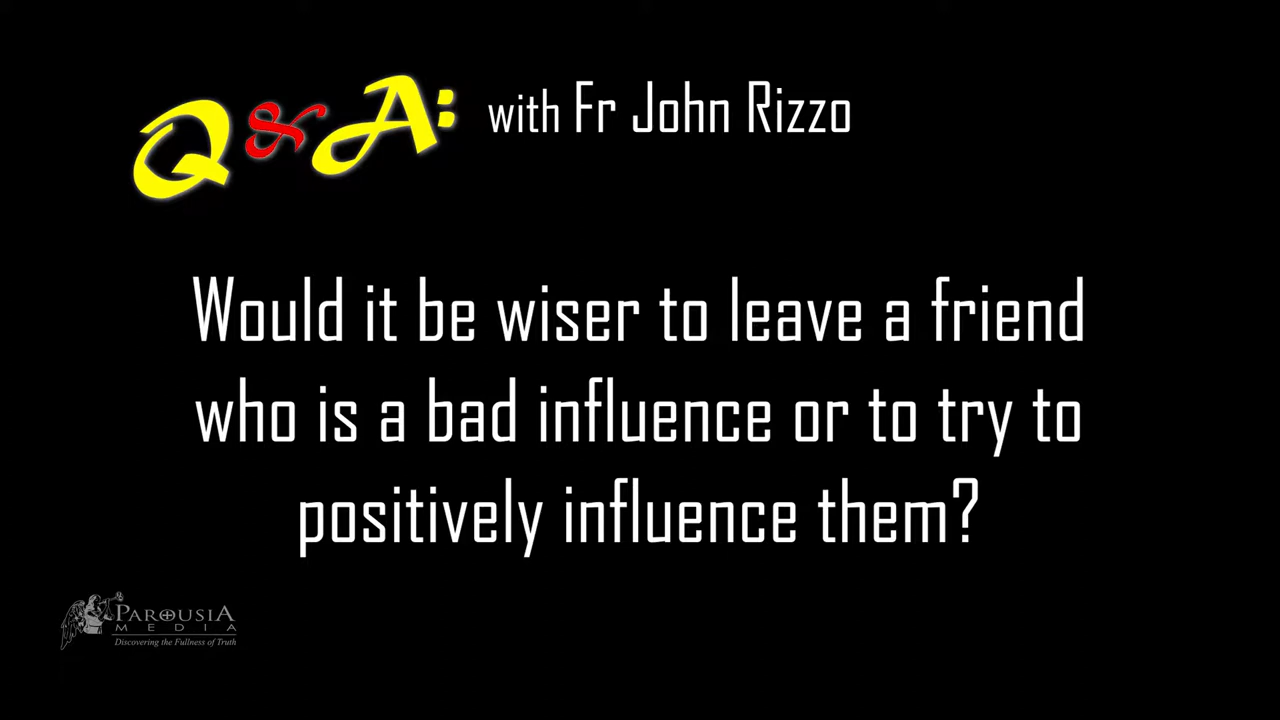 Q&A: with Fr John Rizzo
Would it be wiser to leave a friend
who is a bad influence or to try to
positively influence them?
PAROUSIA
MEDIA
Discovering the Fullness of Truth